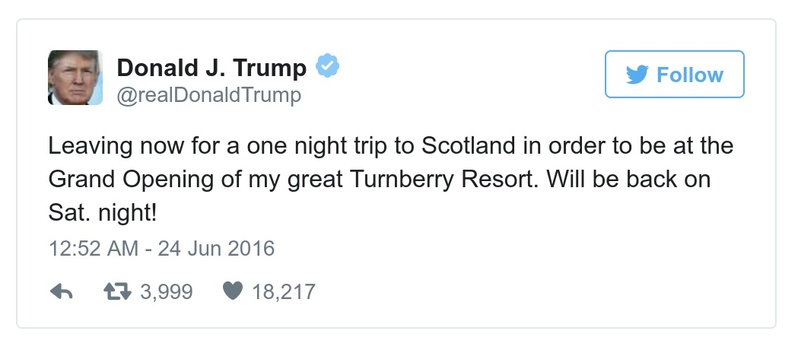 Donald J. Trump
@realDonaldTrump
Follow
Leaving now for a one night trip to Scotland in order to be at the
Grand Opening of my great Turnberry Resort. Will be back on
Sat. night!
12:52 AM - 24 Jun 2016
3,999 18,217